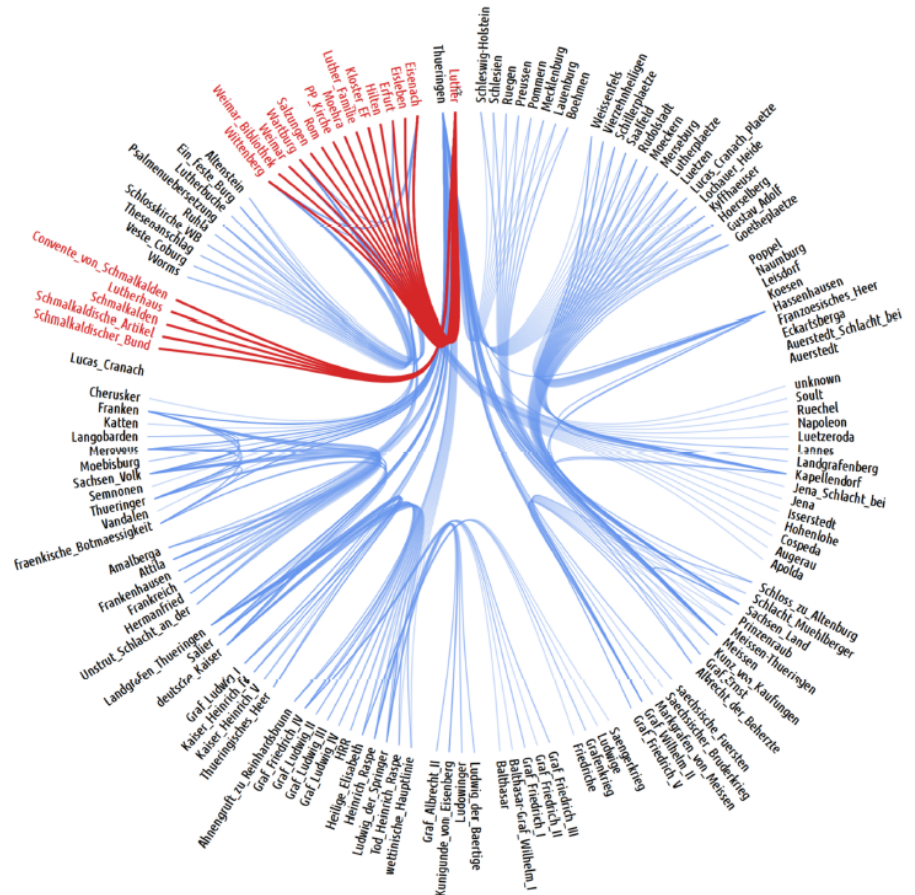 Thueringen
Luther
Schleswig-Holstein
Schlesien
Ruegen
Preussen
Pommern
Mecklenburg
Lauenburg
Boehmen
Weissenfels
Vierzehnheiligen
Schillerplaetze
Saalfeld
Rudolstadt
Moeckern
Merseburg
Lutherplaetze
Luetzen
Lucas_Cranach_Plaetze
Lochauer_Heide
Kyffhaeuser
Hoerselberg
Gustav_Adolf
Goetheplaetze
Poppel
Naumburg
Leisdorf
Koesen
Hassenhausen
Franzoesisches_Heer
Eckartsberga
Auerstedt_Schlacht_bei
Auerstedt
unknown
Soult
Ruechel
Napoleon
Luetzeroda
Lannes
Landgrafenberg
Kapellendorf
Jena_Schlacht_bei
Jena
Isserstedt
Hohenlohe
Cospeda
Augerau
Apolda
Schloss_zu_Altenburg
Schlacht_Muehlberger
Sachsen_Land
Prinzenraub
Meissen-Thueringen
Meissen
Kunz_von_Kaufungen
Graf_Ernst
Albrecht_der_Beherzte
saechsische_Fuersten
Saechsischer_Bruderkrieg
Markgrafen_von_Meissen
Graf_Wilhelm_II
Graf_Friedrich_V
Saengerkrieg
Ludwige
Grafenkrieg
Friedriche
Graf_Friedrich_III
Graf_Friedrich_II
Graf_Friedrich_I
Balthasar-Graf_Wilhelm_I
Balthasar
Ludwig_der_Baertige
Ludowinger
Kunigunde_von_Eisenberg
Graf_Albrecht_II
wettinische_Hauptlinie
Tod_Heinrich_Raspe
Ludwig_der_Springer
Heinrich_Raspe
Heilige_Elisabeth
HRR
Graf_Ludwig_IV
Graf_Ludwig_III
Graf_Ludwig_II
Graf_Friedrich_IV
Ahnengruft_zu_Reinhardsbrunn
Thueringisches_Heer
Kaiser_Heinrich_V
Kaiser_Heinrich_IV
Graf_Ludwig_I
deutsche_Kaiser
Salier
Landgrafen_Thueringen
Unstrut_Schlacht_an_der
Hermanfried
Frankreich
Frankenhausen
Attila
Amalberga
fraenkische_Botmaessigkeit
Vandalen
Thueringer
Semnonen
Sachsen_Volk
Moebisburg
Meroveus
Langobarden
Katten
Franken
Cherusker
Lucas_Cranach
Schmalkaldischer_Bund
Schmalkaldische_Artikel
Schmalkalden
Lutherhaus
Convente_von_Schmalkalden
Worms
Veste_Coburg
Thesenanschlag
Schlosskirche_WB
Ruhla
Psalmenuebersetzung
Lutherbuche
Ein_feste_Burg
Altenstein
Wittenberg
Weimar_Bibliothek
Weimar
Wartburg
Salzungen
Rom
PP_Kirche
Moehra
Luther_Familie
Kloster_EF
Hilten
Erfurt
Eisleben
Eisenach